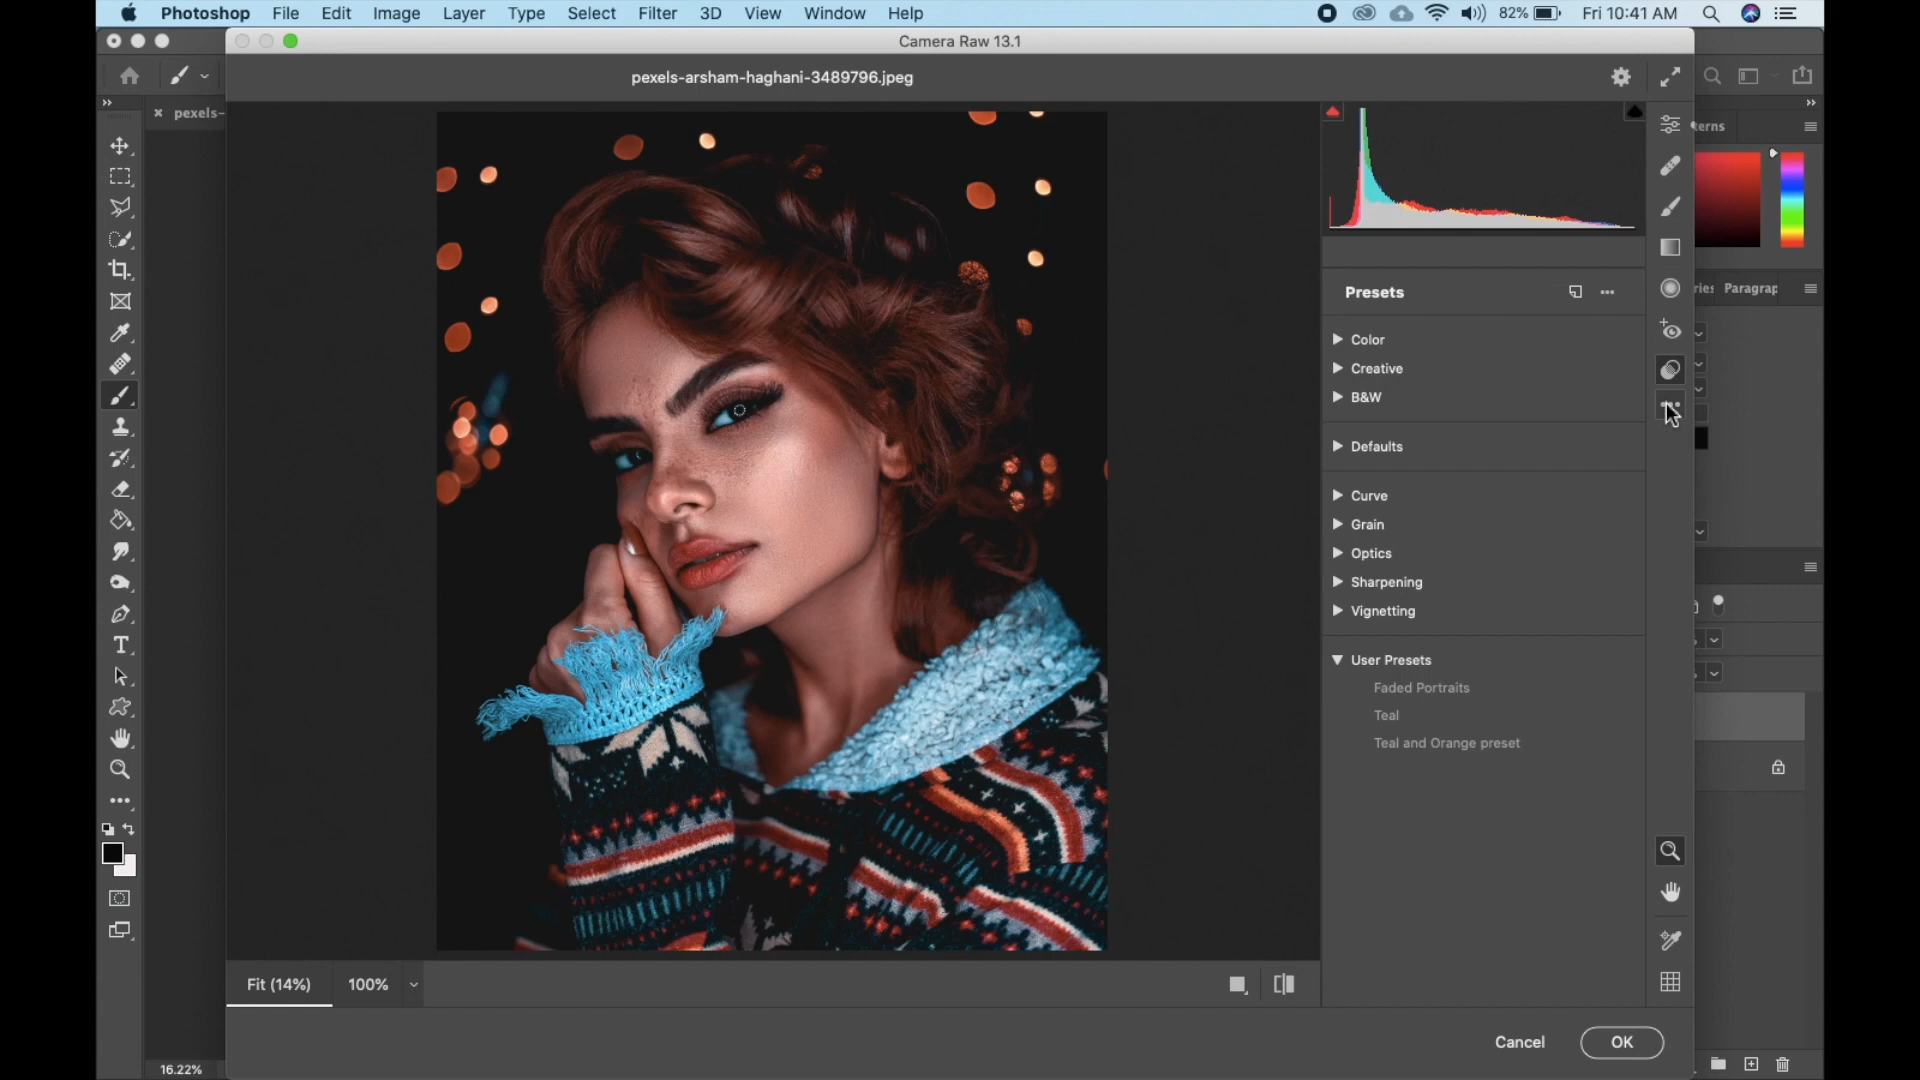 Photoshop File Edit Image Layer Type Select Filter 3D View Window Help 82% Fri 10:41 AM
Camera Raw 13.1
pexels-arsham-haghani-3489796.jpeg
pexels-
terns
Presets
Color
Creative
B&W
Defaults
Curve
Grain
Optics
Sharpening
Vignetting
User Presets
Faded Portraits
Teal
Teal and Orange preset
ries Paragrap
Fit (14%) 100%
Cancel OK
16.22%